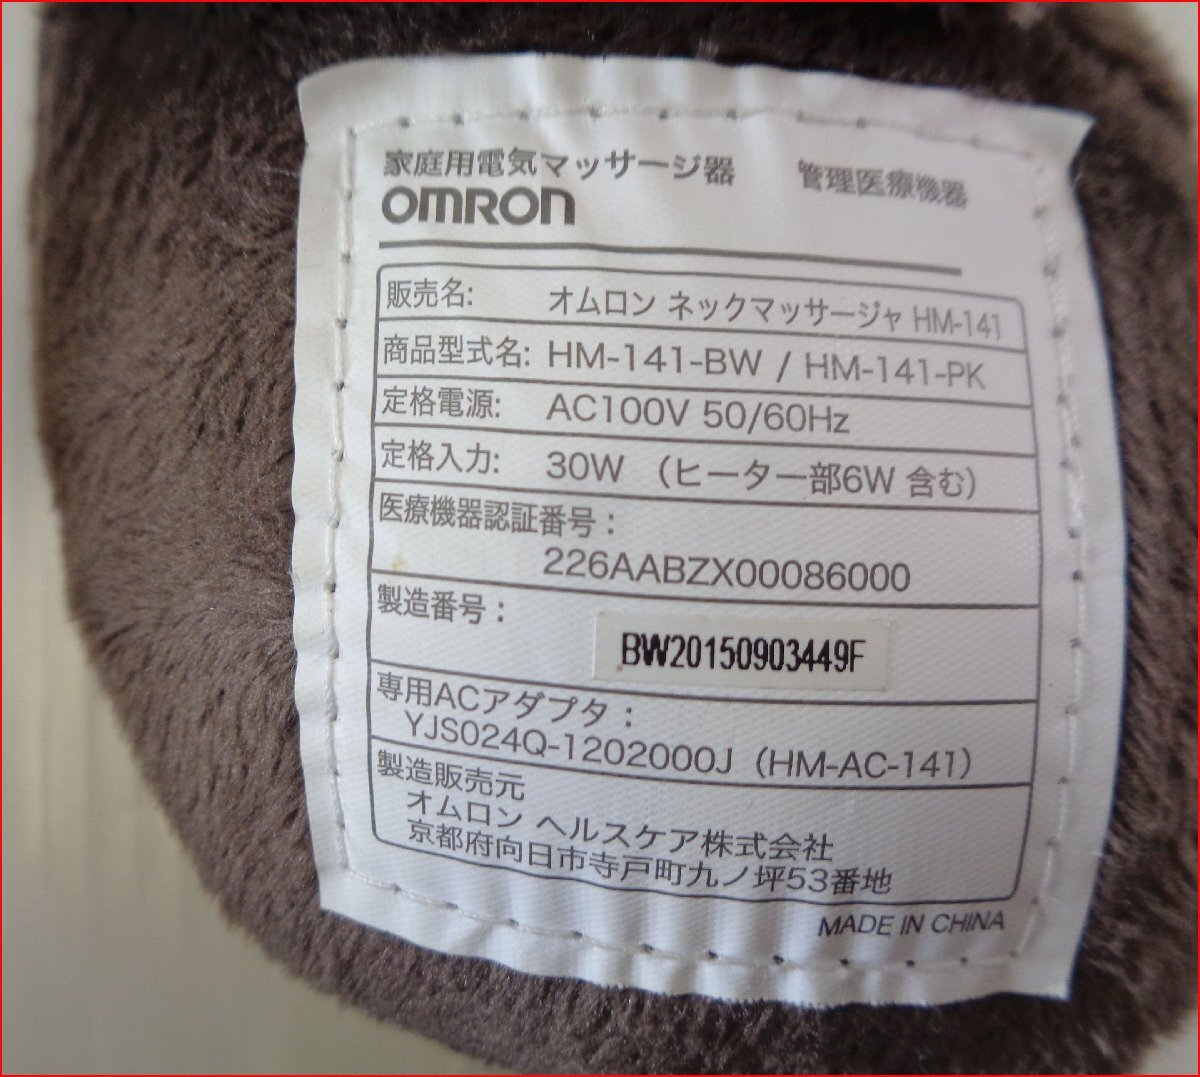 家庭用電気マッサージ器 管理医療機器
OMRON
販売名: オムロン ネックマッサージャ HM-141
商品型式名: HM-141-BW / HM-141-PK
定格電源: AC100V 50/60Hz
定格入力: 30W （ヒーター部6W 含む）
医療機器認証番号：
226AABZX00086000
製造番号：
BW20150903449F
専用ACアダプタ：
YJS024Q-1202000J（HM-AC-141）
製造販売元
オムロン ヘルスケア株式会社
京都府向日市寺戸町九ノ坪53番地
MADE IN CHINA